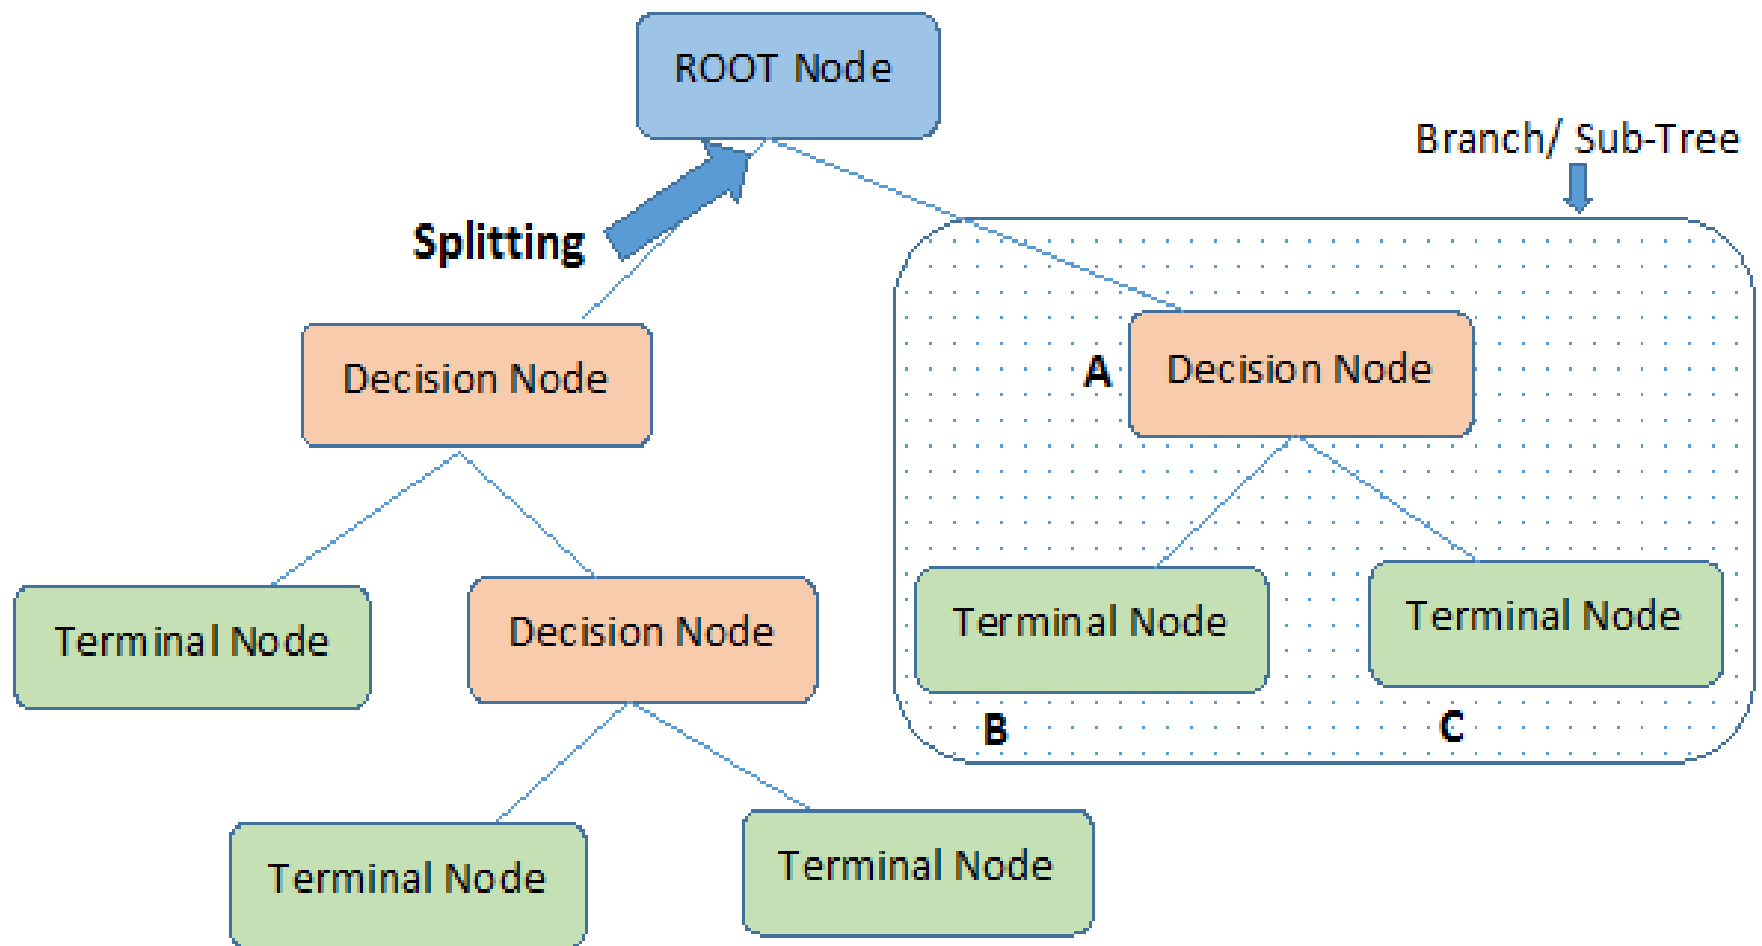 ROOT Node
Branch/ Sub-Tree
Splitting
Decision Node
A
Decision Node
Terminal Node
Decision Node
Terminal Node
Terminal Node
B
C
Terminal Node
Terminal Node